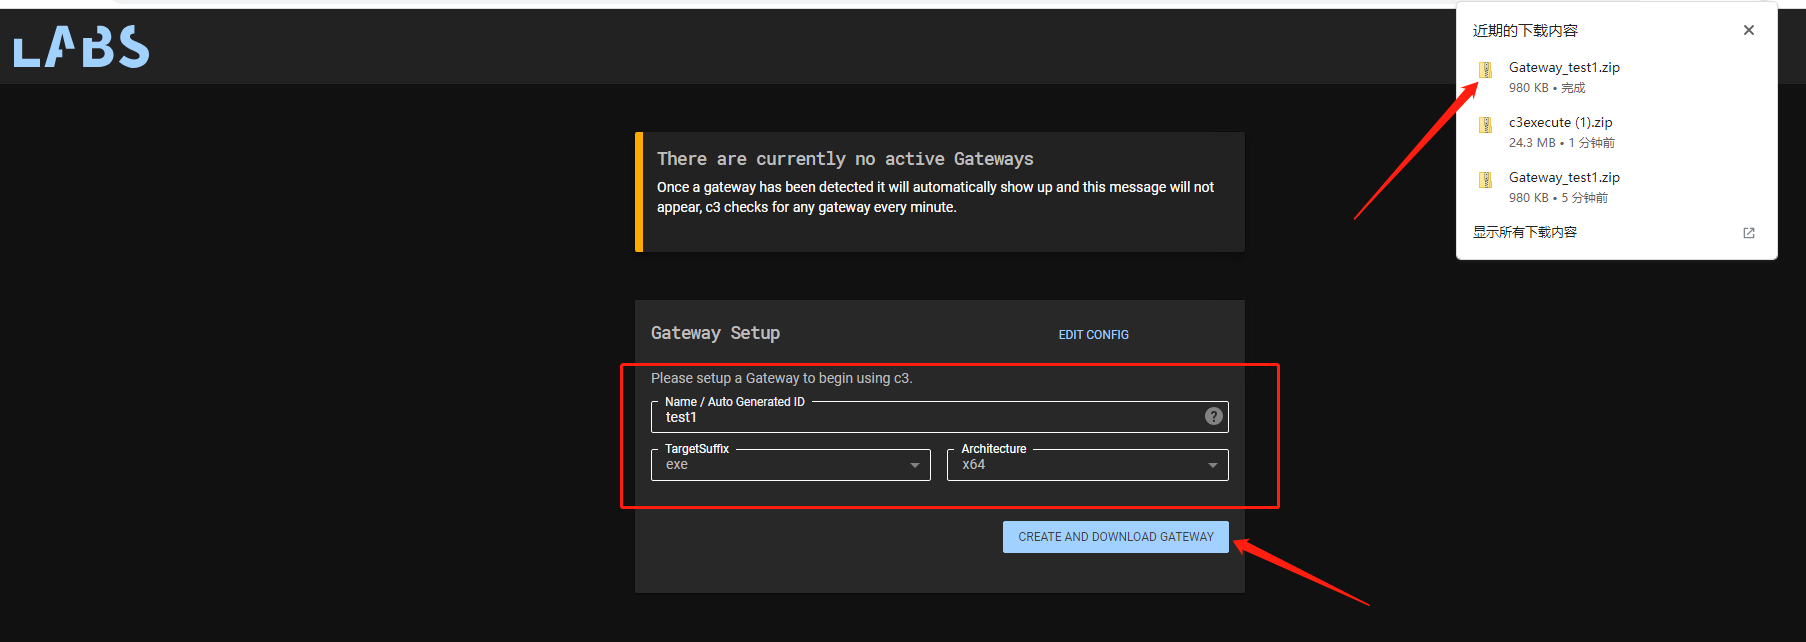 LABS
近期的下载内容
Gateway_test1.zip
980 KB • 完成
c3execute (1).zip
24.3 MB • 1 分钟前
Gateway_test1.zip
980 KB • 5 分钟前
显示所有下载内容
There are currently no active Gateways
Once a gateway has been detected it will automatically show up and this message will not
appear, c3 checks for any gateway every minute.
Gateway Setup
EDIT CONFIG
Please setup a Gateway to begin using c3.
Name / Auto Generated ID
test1
?
TargetSuffix
exe
Architecture
x64
CREATE AND DOWNLOAD GATEWAY